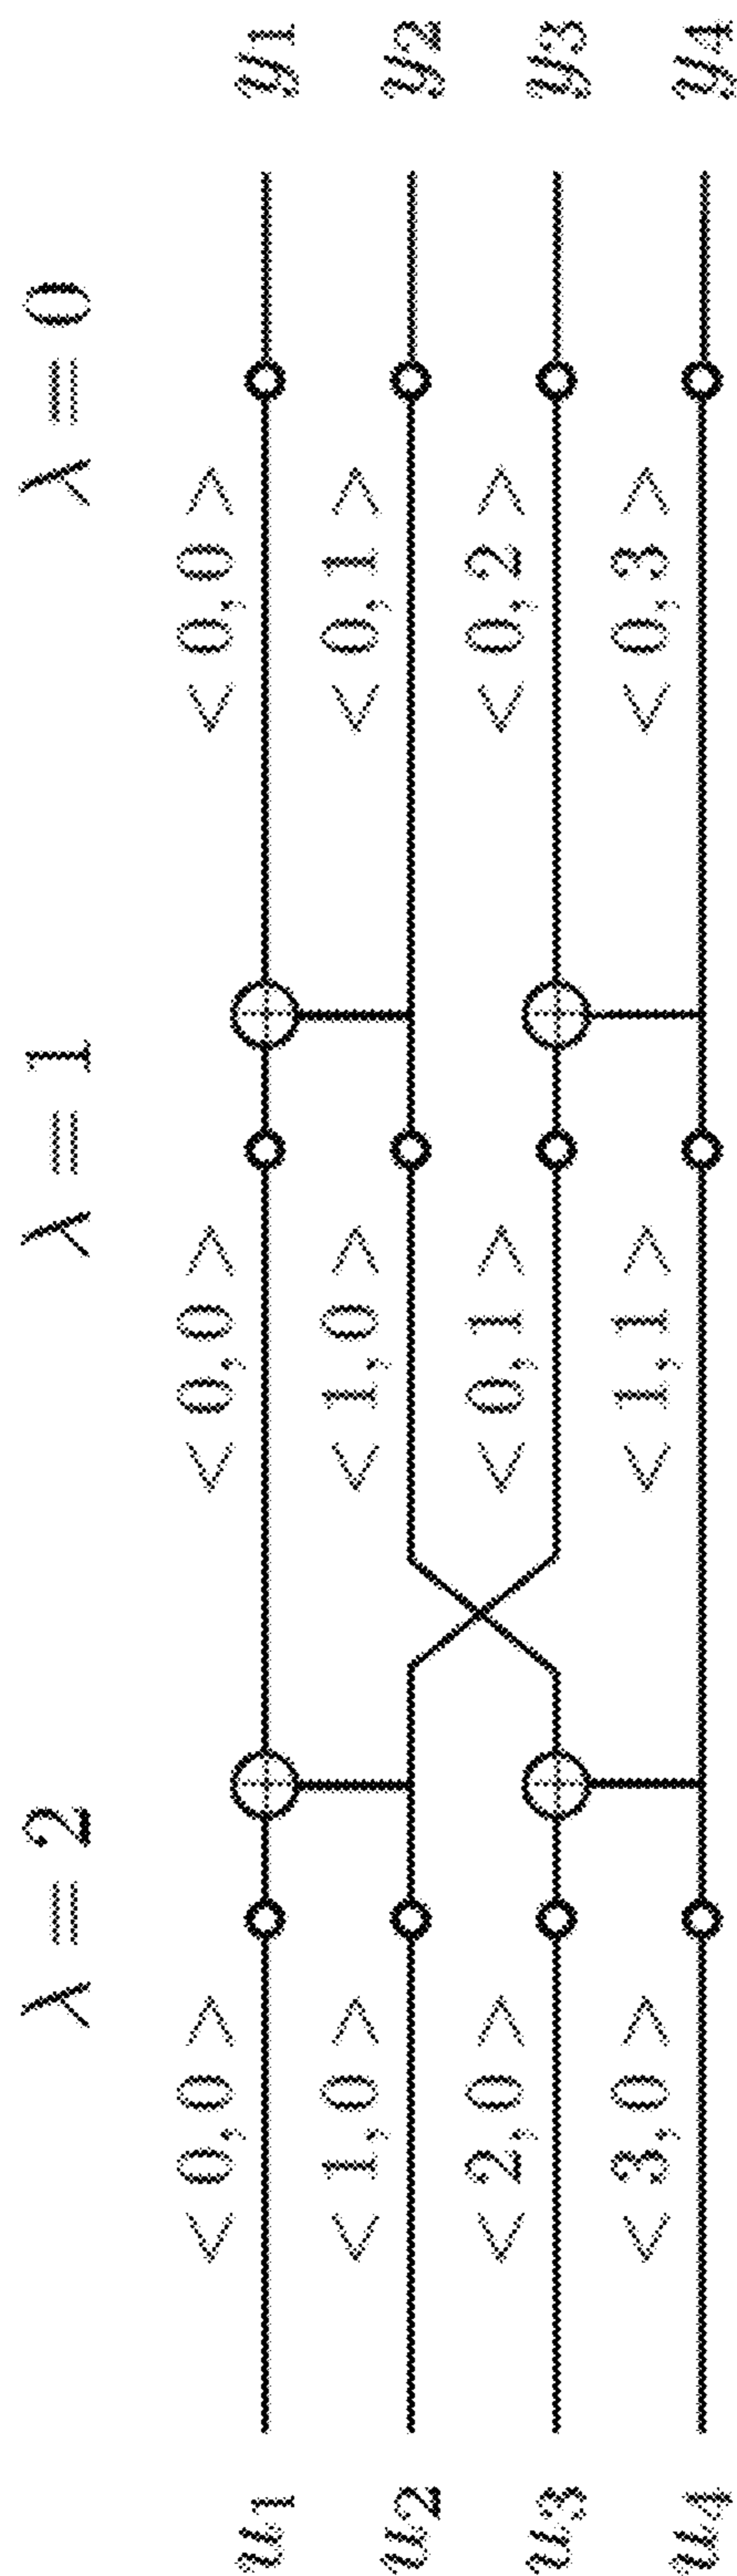 λ = 2 λ = 1 λ = 0
< 0, 0 > < 0, 0 > < 0, 0 >
u1 y1
< 1, 0 > < 1, 0 > < 0, 1 >
u2 y2
< 2, 0 > < 0, 1 > < 0, 2 >
u3 y3
< 3, 0 > < 1, 1 > < 0, 3 >
u4 y4